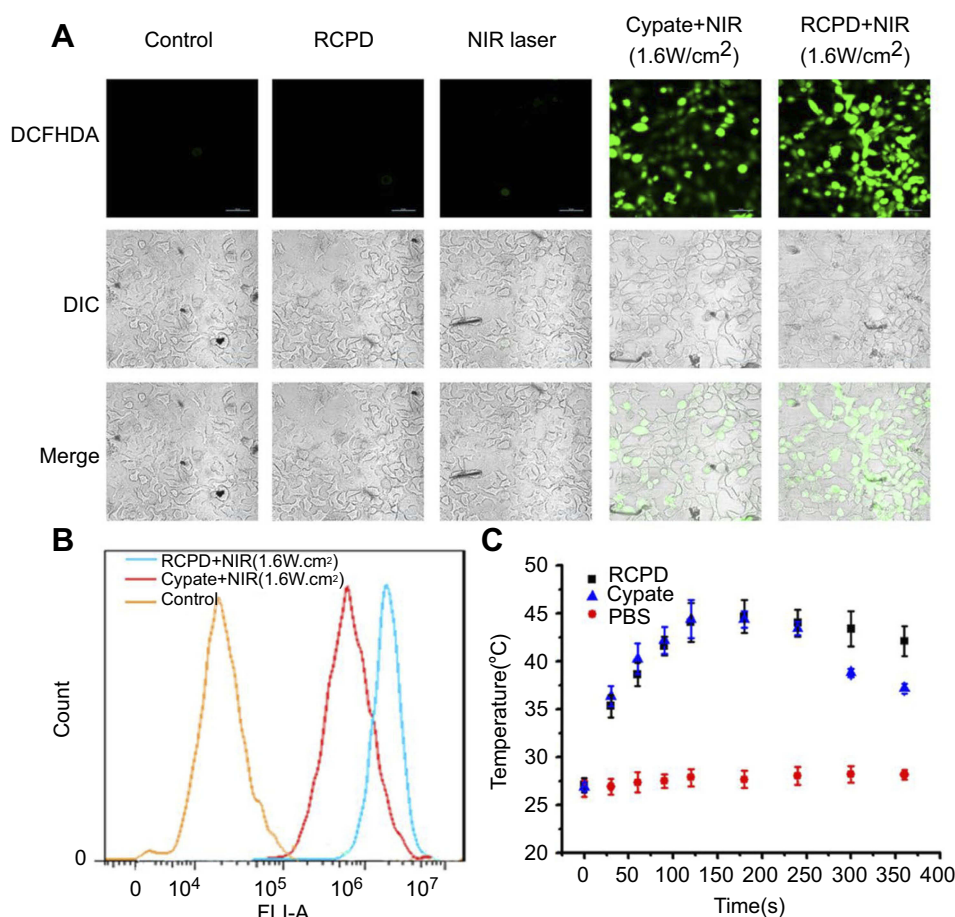 A
Control
RCPD
NIR laser
Cypate+NIR
(1.6W/cm²)
RCPD+NIR
(1.6W/cm²)
DCFHDA
DIC
Merge
B
RCPD+NIR(1.6W.cm²)
Cypate+NIR(1.6W.cm²)
Control
Count
0
0 10⁴ 10⁵ 10⁶ 10⁷
C
RCPD
Cypate
PBS
Temperature(°C)
50
45
40
35
30
25
20
0 50 100 150 200 250 300 350 400
Time(s)